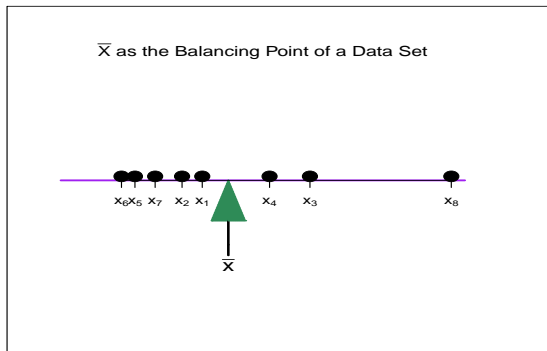 X̅ as the Balancing Point of a Data Set
x₆ x₅ x₇ x₂ x₁ x₄ x₃ x₈
x̅